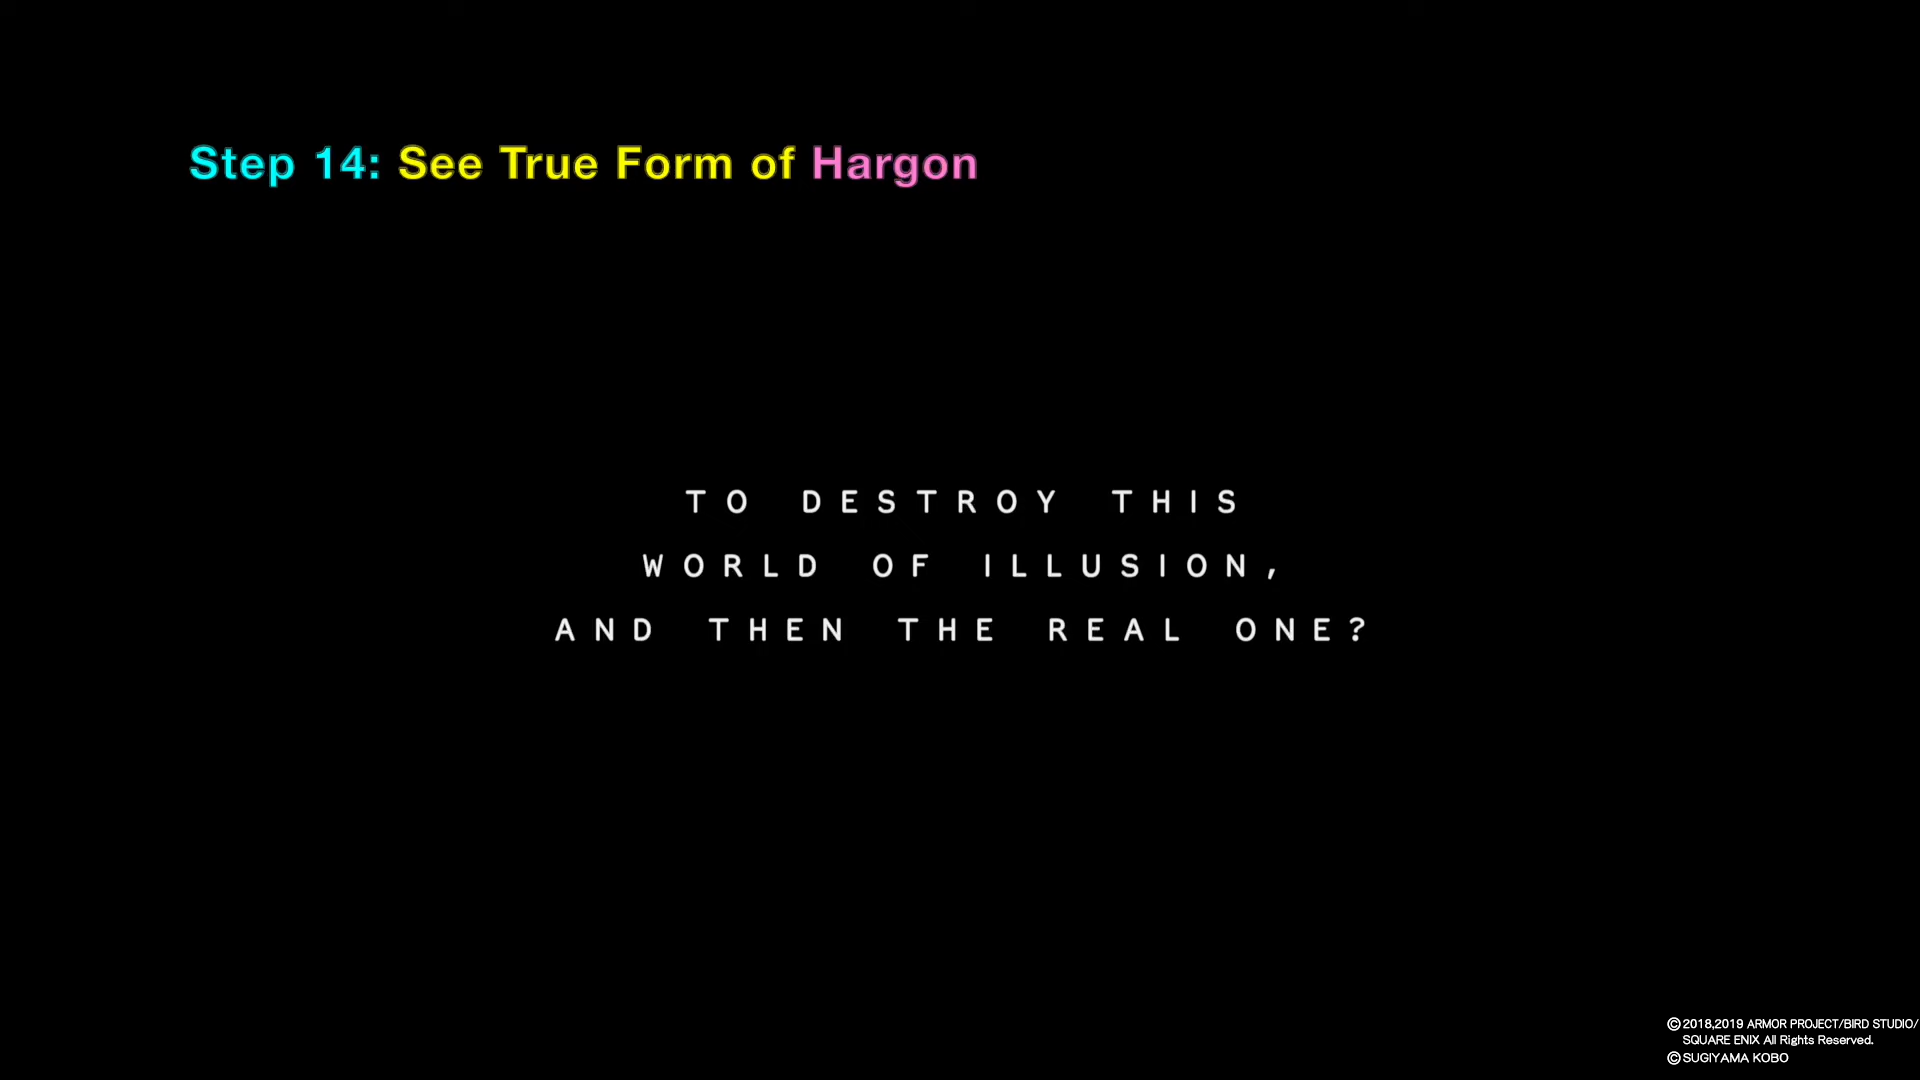 Step 14: See True Form of Hargon
TO DESTROY THIS
WORLD OF ILLUSION,
AND THEN THE REAL ONE?
©2018,2019 ARMOR PROJECT/BIRD STUDIO/
SQUARE ENIX All Rights Reserved.
©SUGIYAMA KOBO